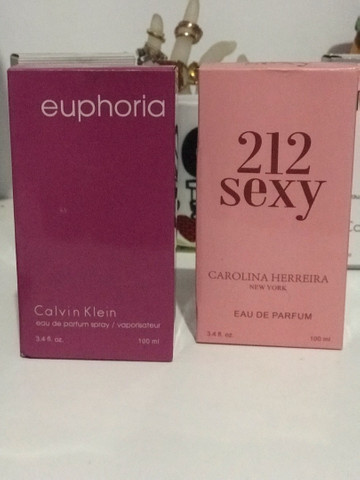 euphoria
Calvin Klein
eau de parfum spray / vaporisateur
3.4 fl. oz. 100 ml
212
sexy
CAROLINA HERREIRA
NEW YORK
EAU DE PARFUM
3.4 fl. oz. 100 ml